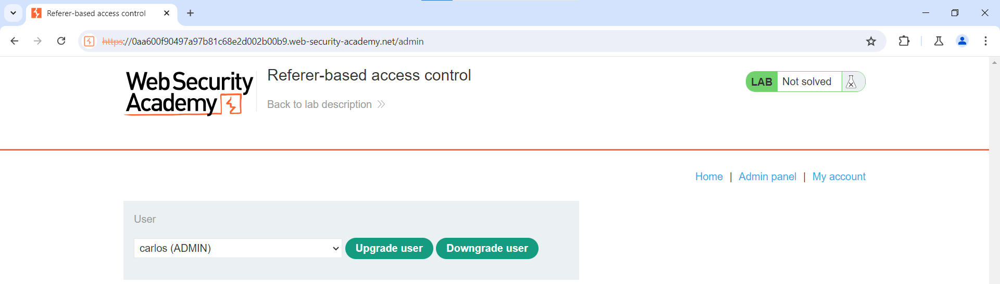 Referer-based access control
https://0aa600f90497a97b81c68e2d002b00b9.web-security-academy.net/admin
Web Security
Academy
Referer-based access control
Back to lab description
LAB Not solved
Home | Admin panel | My account
User
carlos (ADMIN) Upgrade user Downgrade user